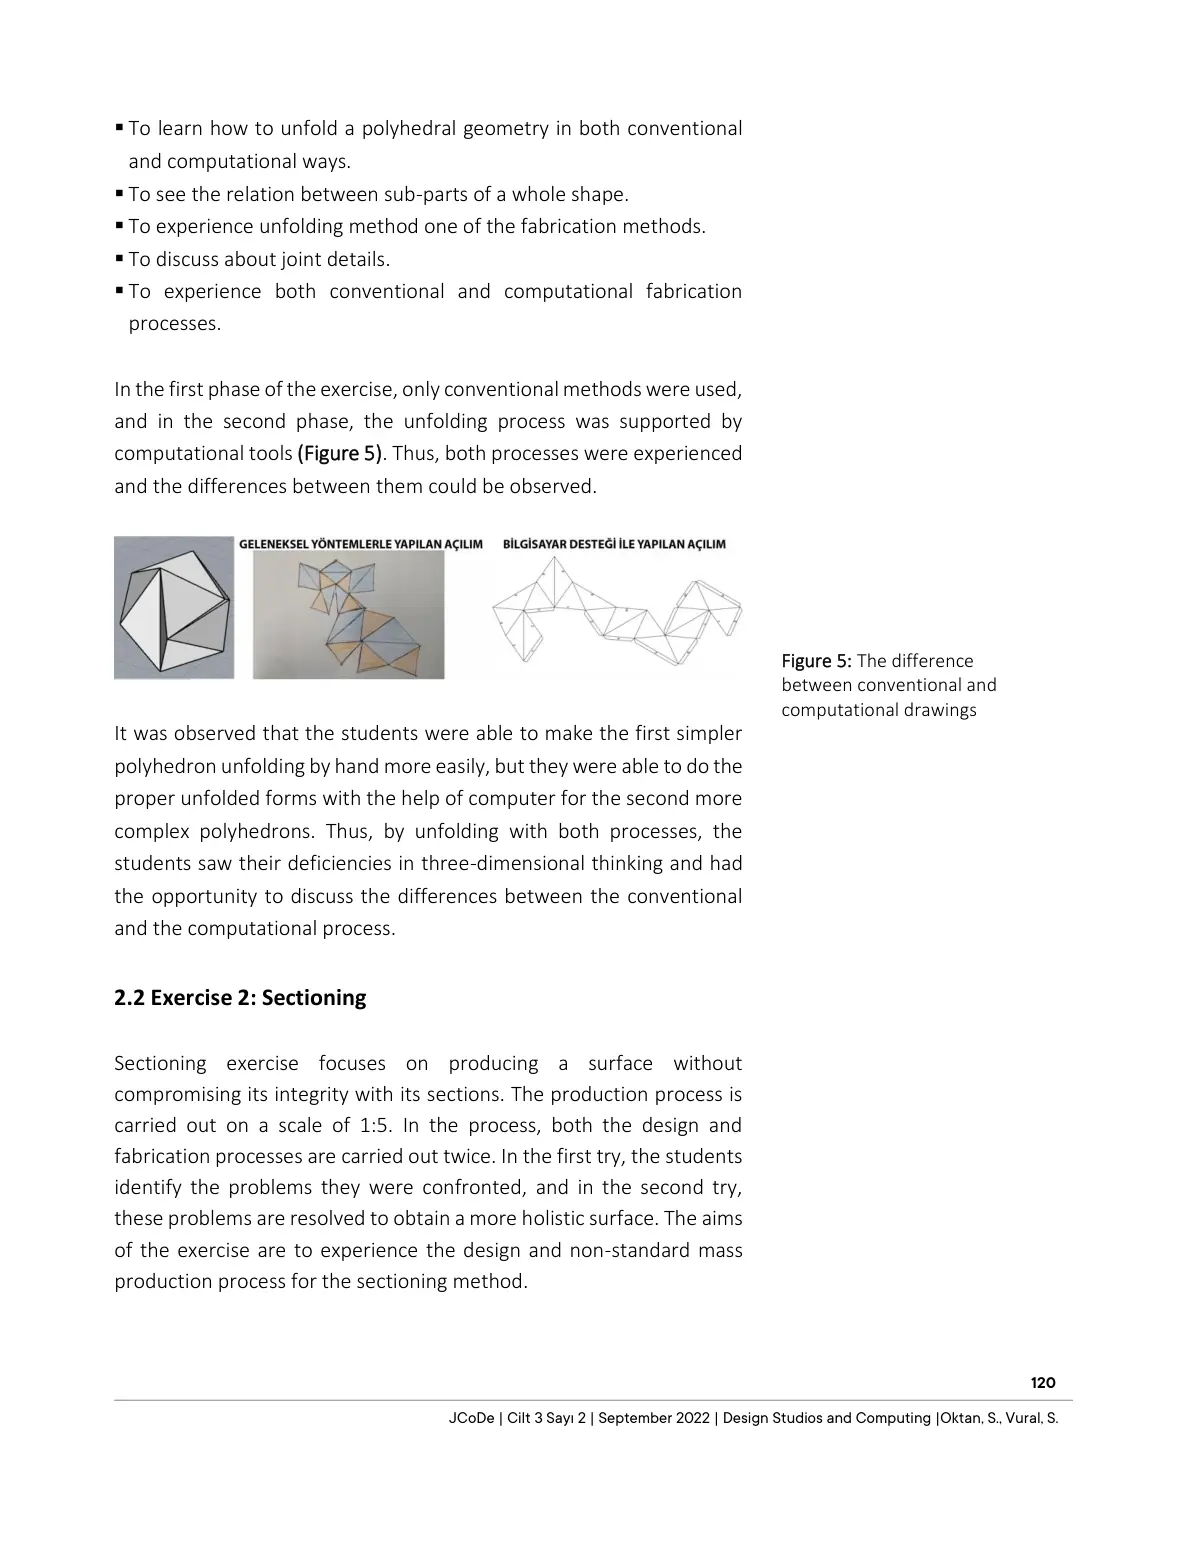 ▪ To learn how to unfold a polyhedral geometry in both conventional
and computational ways.
▪ To see the relation between sub-parts of a whole shape.
▪ To experience unfolding method one of the fabrication methods.
▪ To discuss about joint details.
▪ To experience both conventional and computational fabrication
processes.
In the first phase of the exercise, only conventional methods were used,
and in the second phase, the unfolding process was supported by
computational tools (Figure 5). Thus, both processes were experienced
and the differences between them could be observed.
GELENEKSEL YÖNTEMLERLE YAPILAN AÇILIM
BİLGİSAYAR DESTEĞİ İLE YAPILAN AÇILIM
Figure 5: The difference
between conventional and
computational drawings
It was observed that the students were able to make the first simpler
polyhedron unfolding by hand more easily, but they were able to do the
proper unfolded forms with the help of computer for the second more
complex polyhedrons. Thus, by unfolding with both processes, the
students saw their deficiencies in three-dimensional thinking and had
the opportunity to discuss the differences between the conventional
and the computational process.
2.2 Exercise 2: Sectioning
Sectioning exercise focuses on producing a surface without
compromising its integrity with its sections. The production process is
carried out on a scale of 1:5. In the process, both the design and
fabrication processes are carried out twice. In the first try, the students
identify the problems they were confronted, and in the second try,
these problems are resolved to obtain a more holistic surface. The aims
of the exercise are to experience the design and non-standard mass
production process for the sectioning method.
120
JCoDe | Cilt 3 Sayı 2 | September 2022 | Design Studios and Computing |Oktan, S., Vural, S.